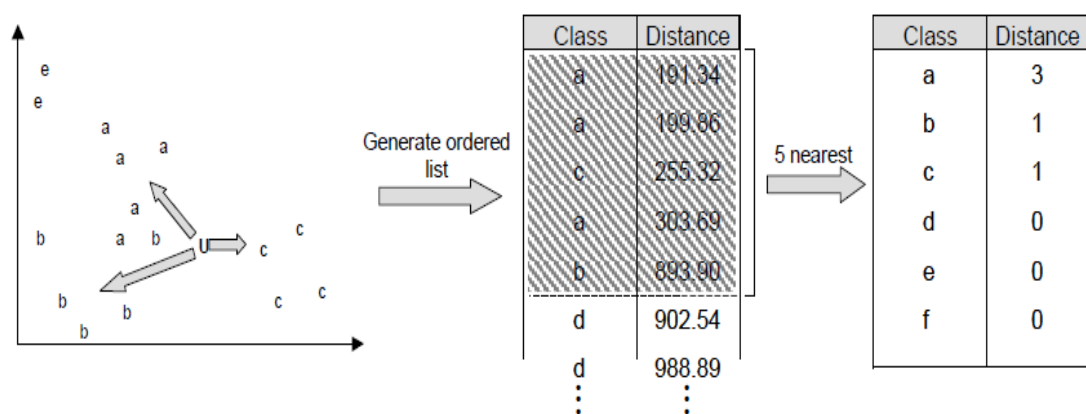 e
e
a
a
a
a
b
a
b
U
c
c
b
b
b
c
c
Generate ordered
list
Class Distance
a 191.34
a 199.86
c 255.32
a 303.69
b 893.90
d 902.54
d 988.89
5 nearest
Class Distance
a 3
b 1
c 1
d 0
e 0
f 0